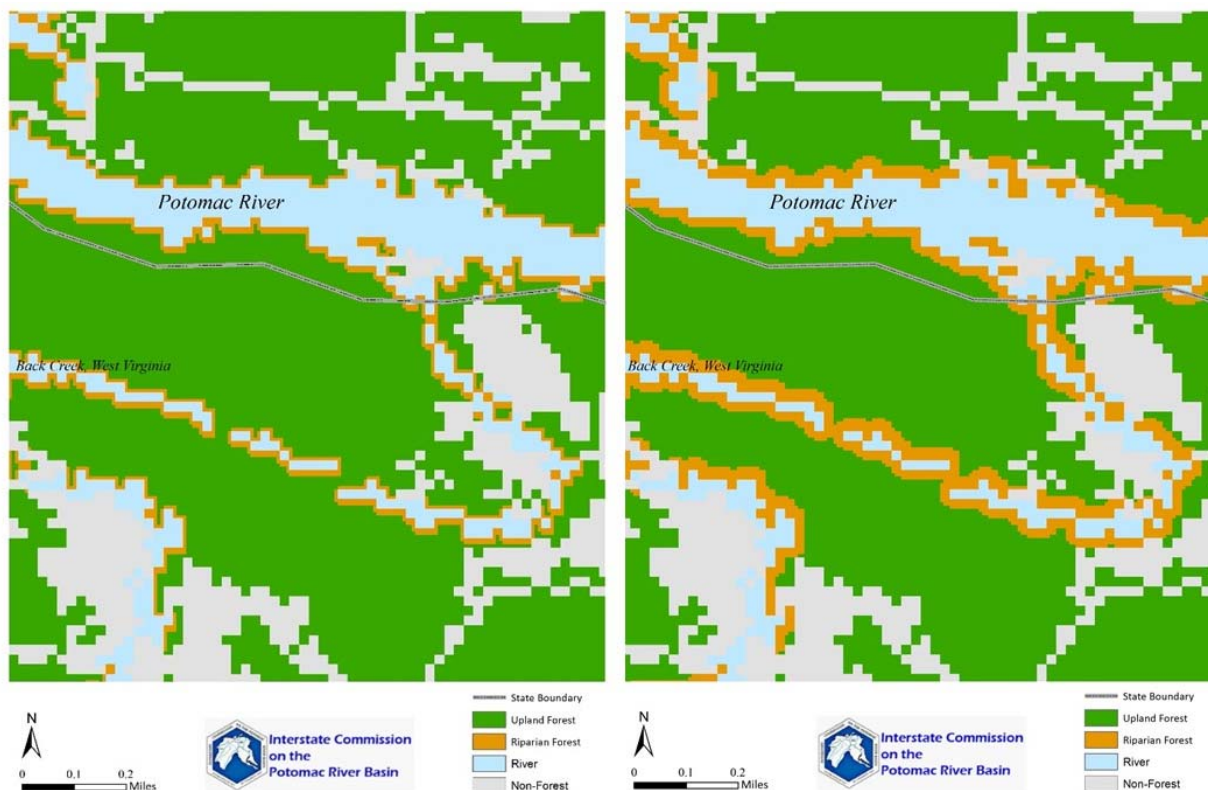 Potomac River
Back Creek, West Virginia
N
0 0.1 0.2
Miles
Interstate Commission
on the
Potomac River Basin
State Boundary
Upland Forest
Riparian Forest
River
Non-Forest
Potomac River
Back Creek, West Virginia
N
0 0.1 0.2
Miles
Interstate Commission
on the
Potomac River Basin
State Boundary
Upland Forest
Riparian Forest
River
Non-Forest